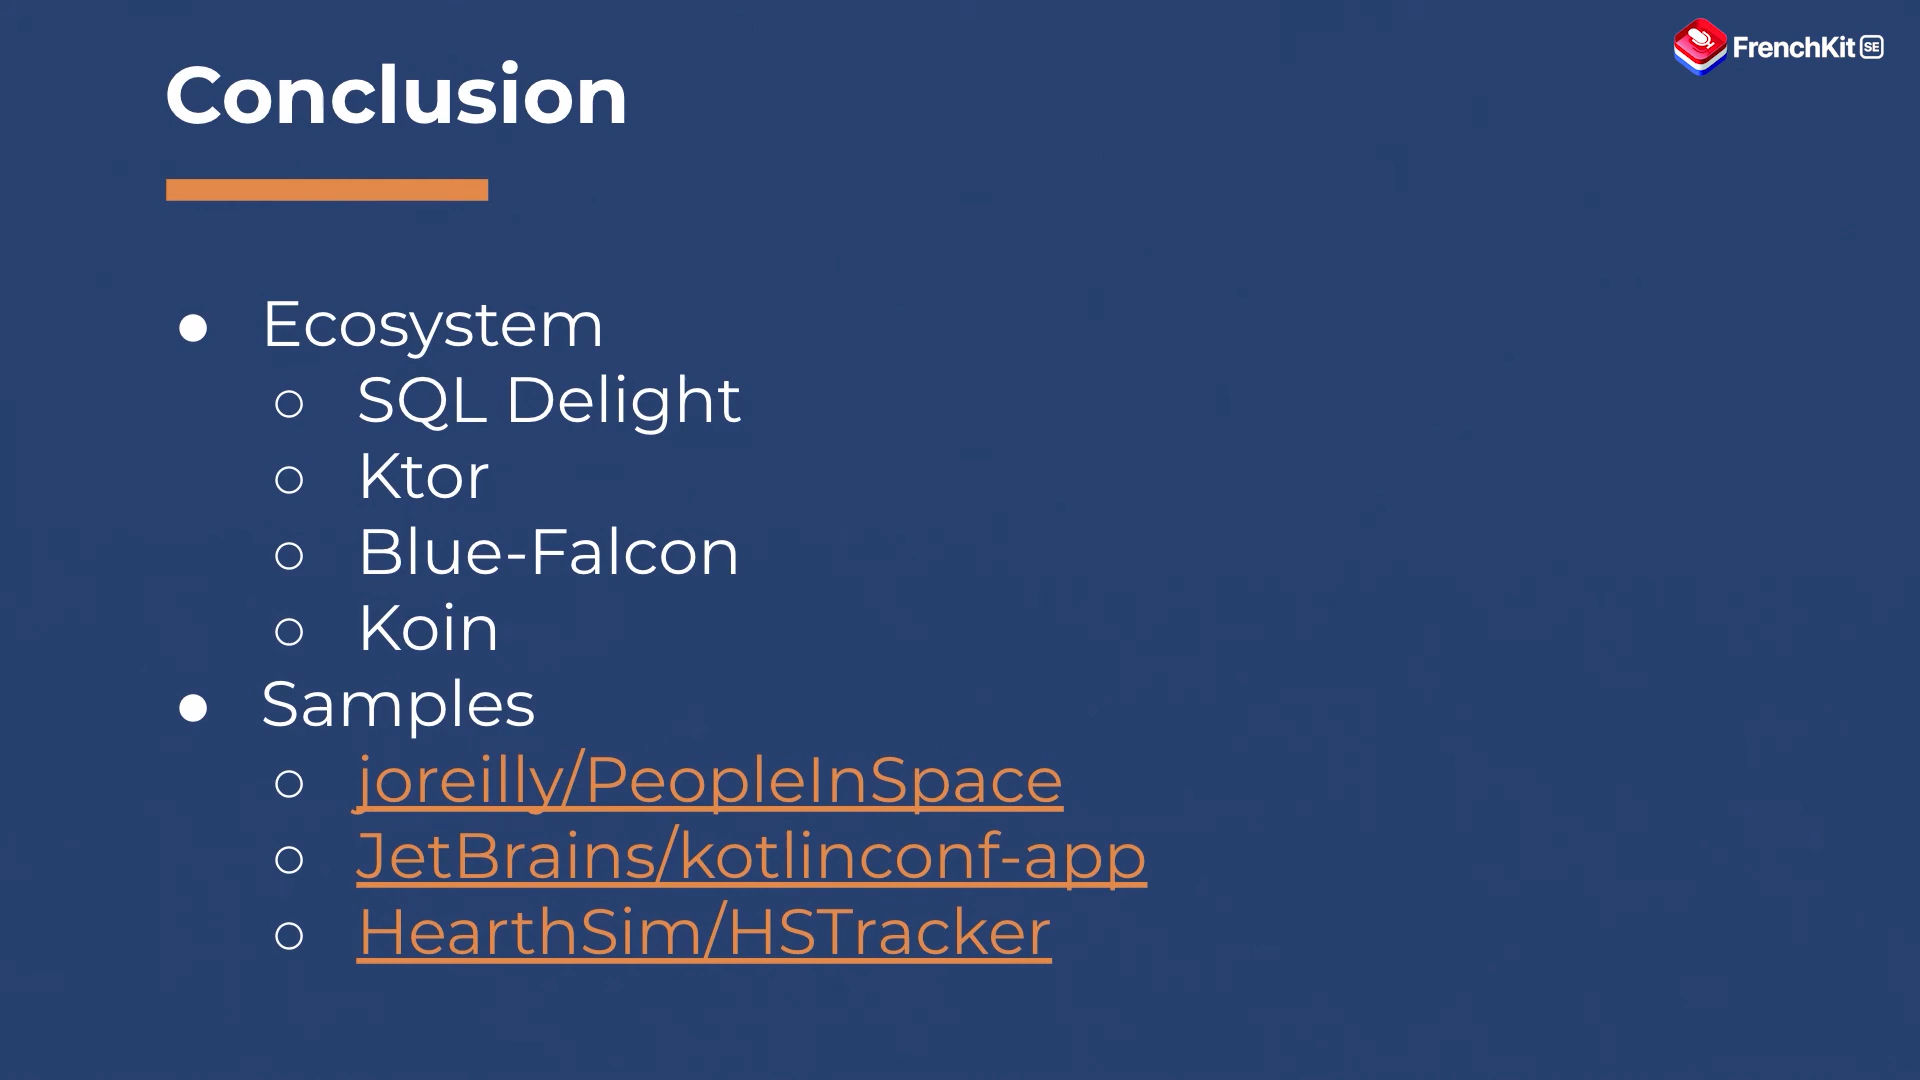 FrenchKit SE
Conclusion
● Ecosystem
○ SQL Delight
○ Ktor
○ Blue-Falcon
○ Koin
● Samples
○ joreilly/PeopleInSpace
○ JetBrains/kotlinconf-app
○ HearthSim/HSTracker